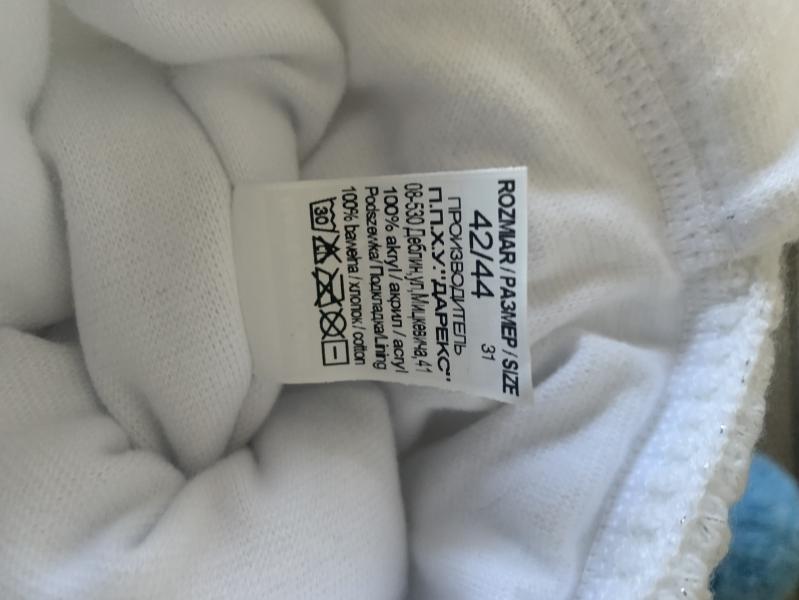 ROZMIAR / РАЗМЕР / SIZE
42/44 31
ПРОИЗВОДИТЕЛЬ
П.П.Х.У. "ДАРЕКС"
08-530 Деблин,ул,Мицкевича,41
100% akryl / акрил / acryl
Podszewka/Подкладка/Lining
100% bawełna / хлопок / cotton
30